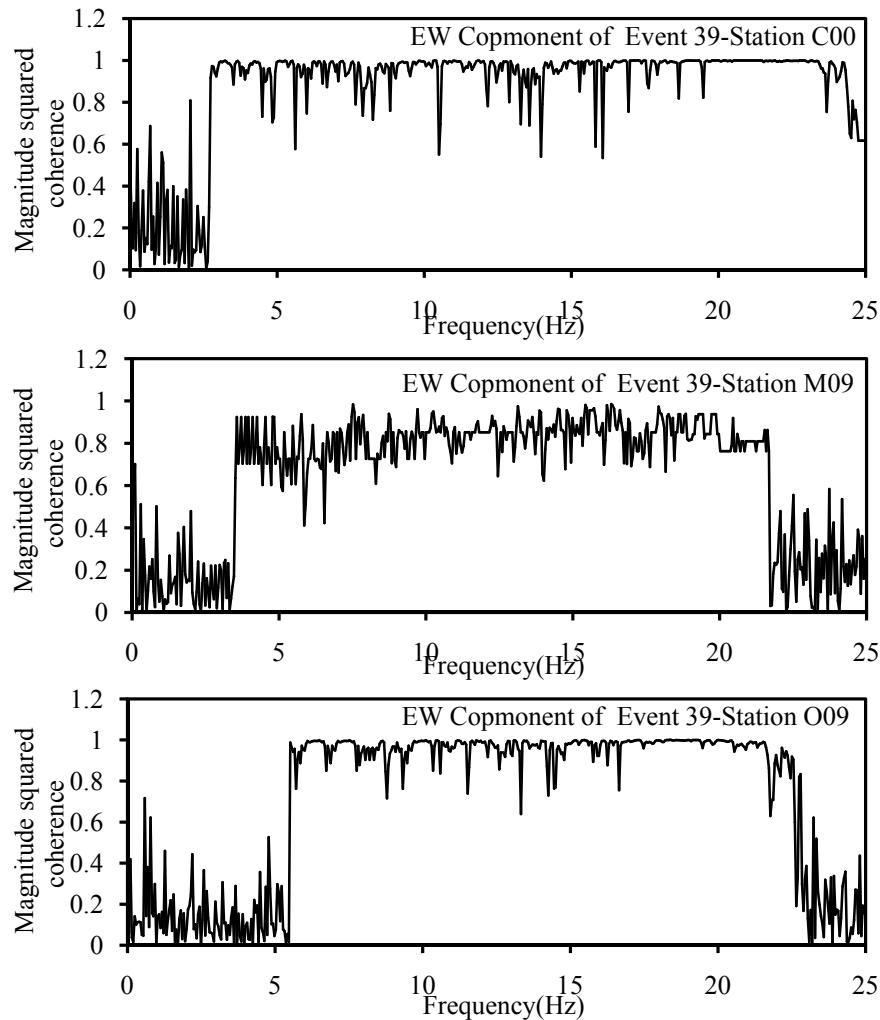 EW Copmonent of Event 39-Station C00
Magnitude squared
coherence
1.2
1
0.8
0.6
0.4
0.2
0
0 5 10 15 20 25
Frequency(Hz)
EW Copmonent of Event 39-Station M09
Magnitude squared
coherence
1.2
1
0.8
0.6
0.4
0.2
0
0 5 10 15 20 25
Frequency(Hz)
EW Copmonent of Event 39-Station O09
Magnitude squared
coherence
1.2
1
0.8
0.6
0.4
0.2
0
0 5 10 15 20 25
Frequency(Hz)